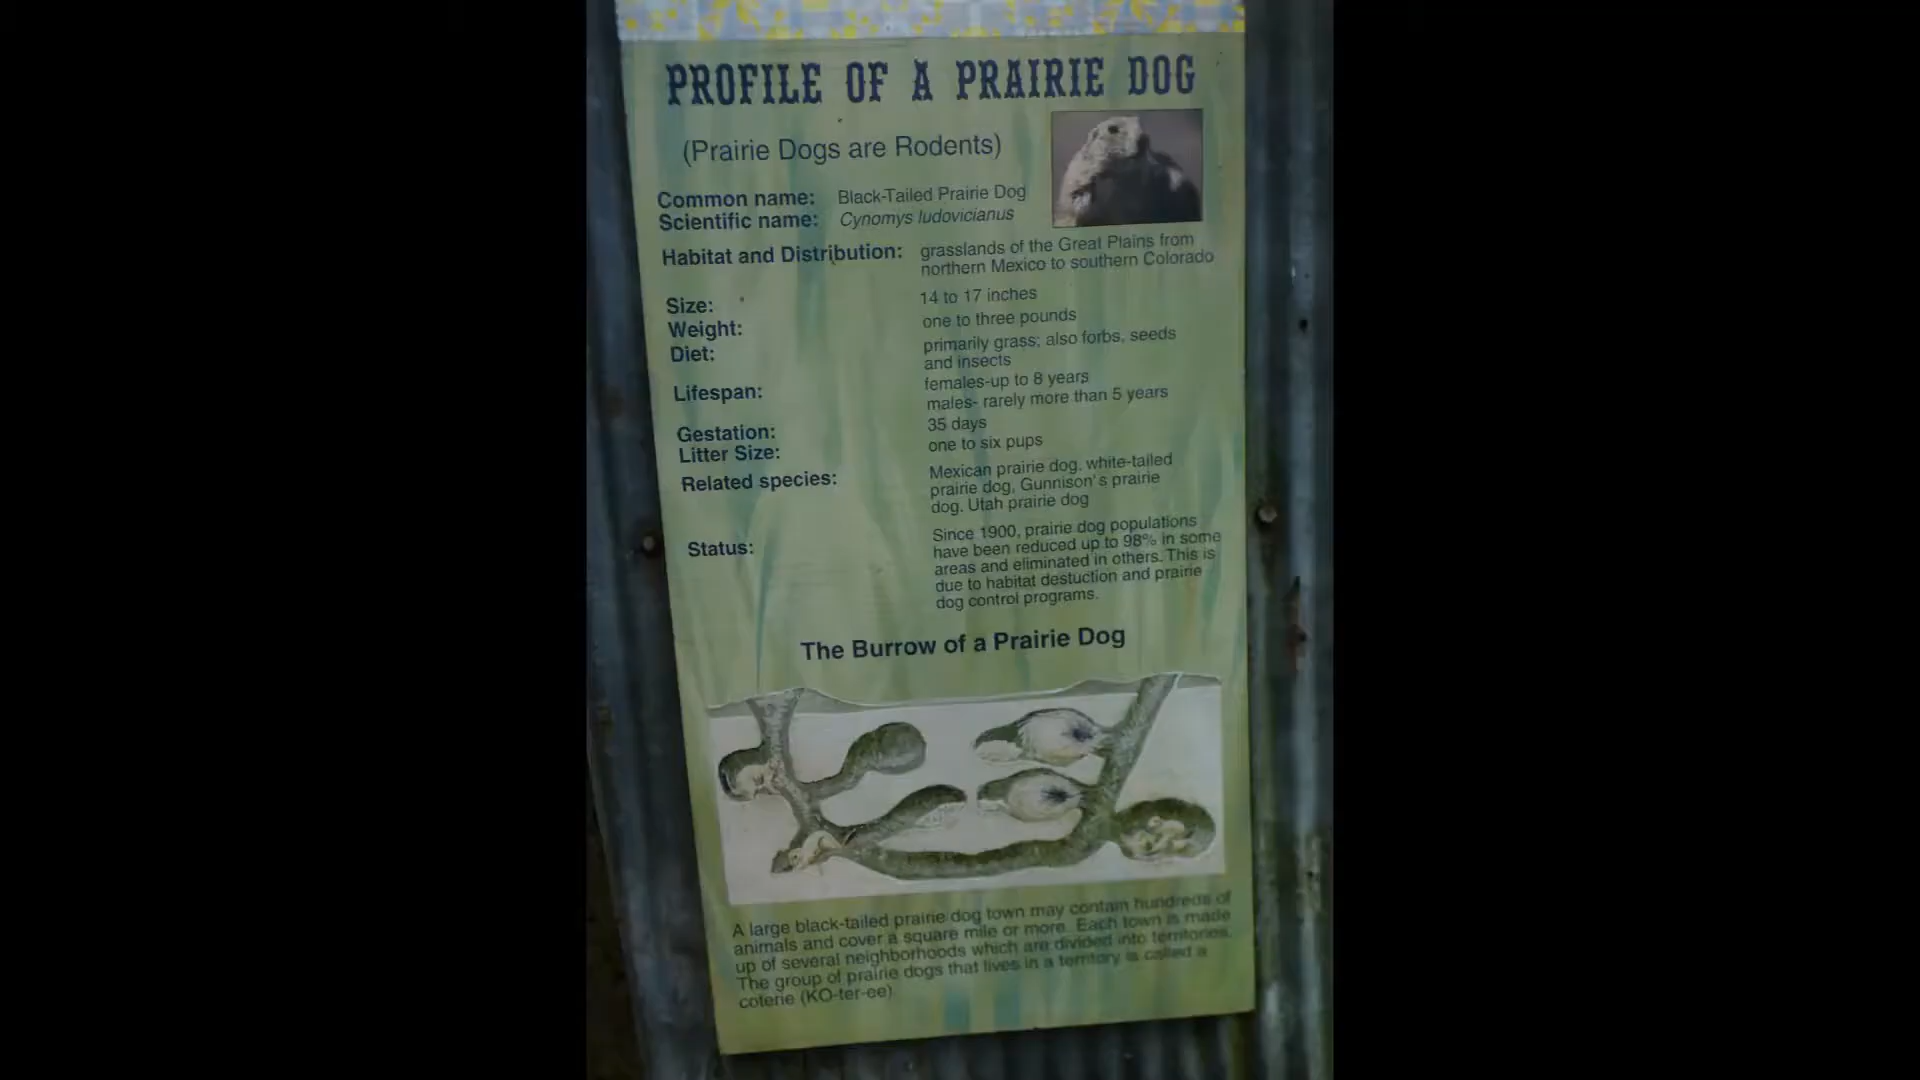 PROFILE OF A PRAIRIE DOG
(Prairie Dogs are Rodents)
Common name: Black-Tailed Prairie Dog
Scientific name: Cynomys ludovicianus
Habitat and Distribution: grasslands of the Great Plains from
northern Mexico to southern Colorado
Size: 14 to 17 inches
Weight: one to three pounds
Diet: primarily grass; also forbs, seeds
and insects
Lifespan: females-up to 8 years
males- rarely more than 5 years
Gestation: 35 days
Litter Size: one to six pups
Related species: Mexican prairie dog, white-tailed
prairie dog, Gunnison's prairie
dog, Utah prairie dog
Status: Since 1900, prairie dog populations
have been reduced up to 98% in some
areas and eliminated in others. This is
due to habitat destuction and prairie
dog control programs.
The Burrow of a Prairie Dog
A large black-tailed prairie dog town may contain hundreds of
animals and cover a square mile or more. Each town is made
up of several neighborhoods which are divided into territories.
The group of prairie dogs that lives in a territory is called a
coterie (KO-ter-ee)